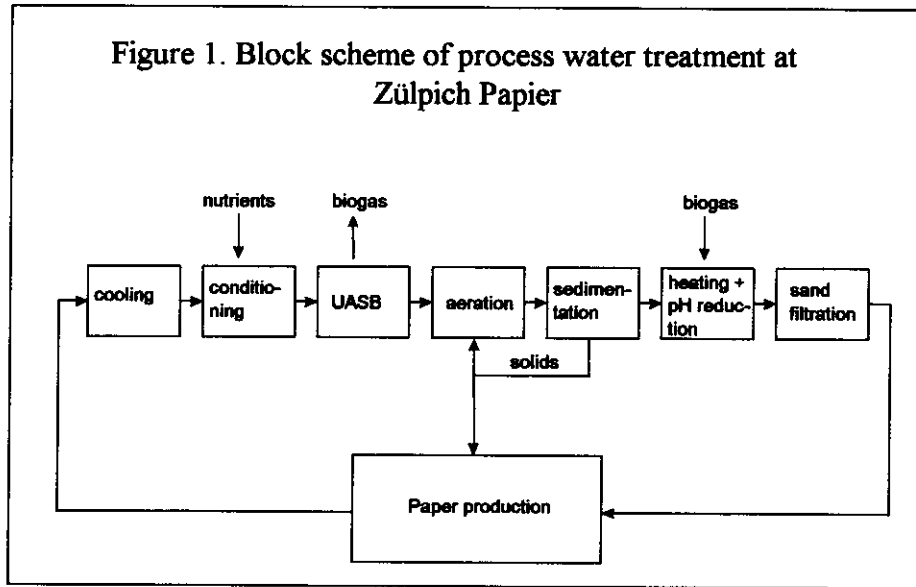 Figure 1. Block scheme of process water treatment at
Zülpich Papier
nutrients
biogas
biogas
cooling
conditio-
ning
UASB
aeration
sedimen-
tation
heating +
pH reduc-
tion
sand
filtration
solids
Paper production